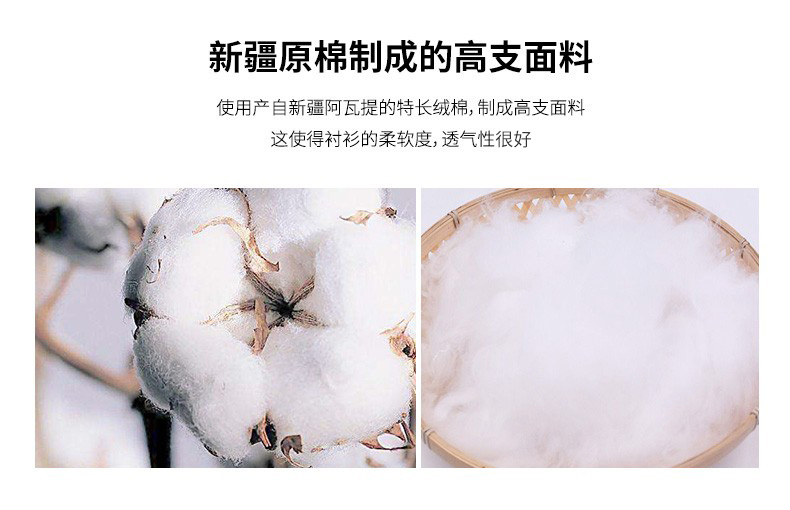 新疆原棉制成的高支面料
使用产自新疆阿瓦提的特长绒棉，制成高支面料
这使得衬衫的柔软度，透气性很好